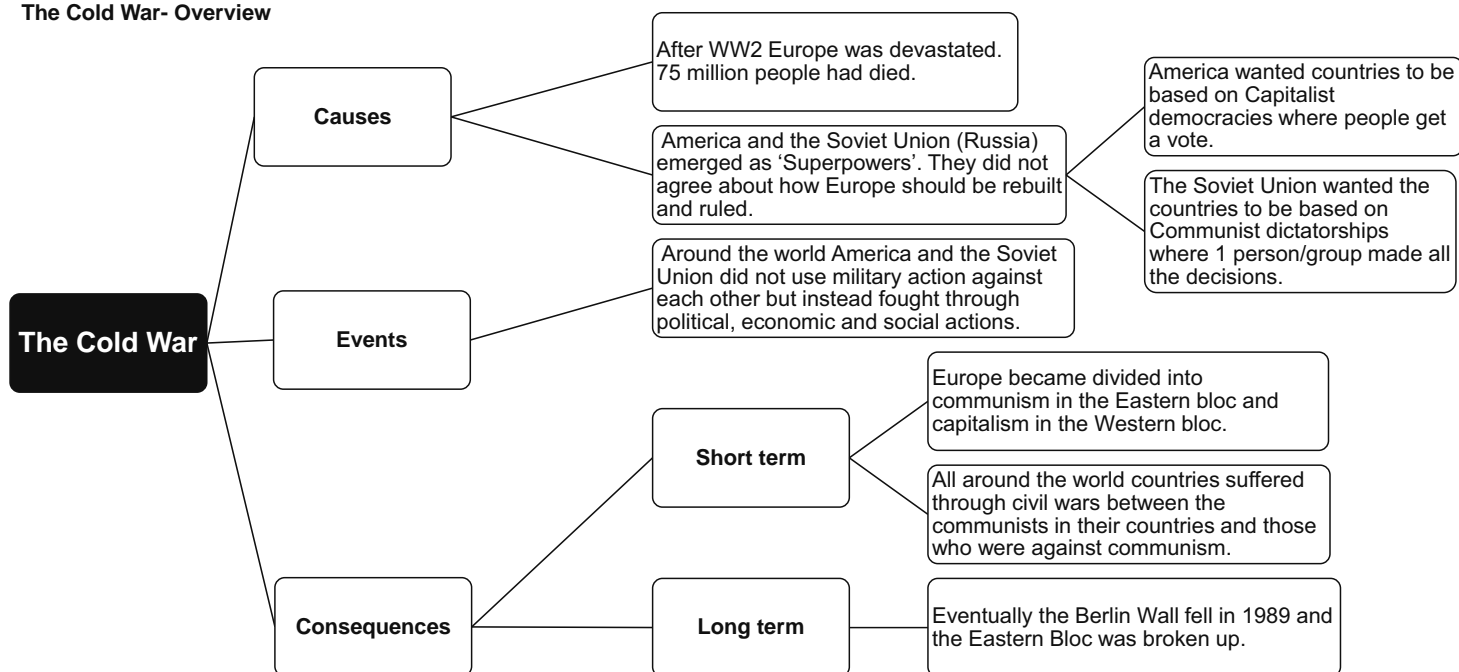 The Cold War- Overview
The Cold War
Causes
After WW2 Europe was devastated.
75 million people had died.
America and the Soviet Union (Russia)
emerged as ‘Superpowers’. They did not
agree about how Europe should be rebuilt
and ruled.
America wanted countries to be
based on Capitalist
democracies where people get
a vote.
The Soviet Union wanted the
countries to be based on
Communist dictatorships
where 1 person/group made all
the decisions.
Events
Around the world America and the Soviet
Union did not use military action against
each other but instead fought through
political, economic and social actions.
Consequences
Short term
Europe became divided into
communism in the Eastern bloc and
capitalism in the Western bloc.
All around the world countries suffered
through civil wars between the
communists in their countries and those
who were against communism.
Long term
Eventually the Berlin Wall fell in 1989 and
the Eastern Bloc was broken up.